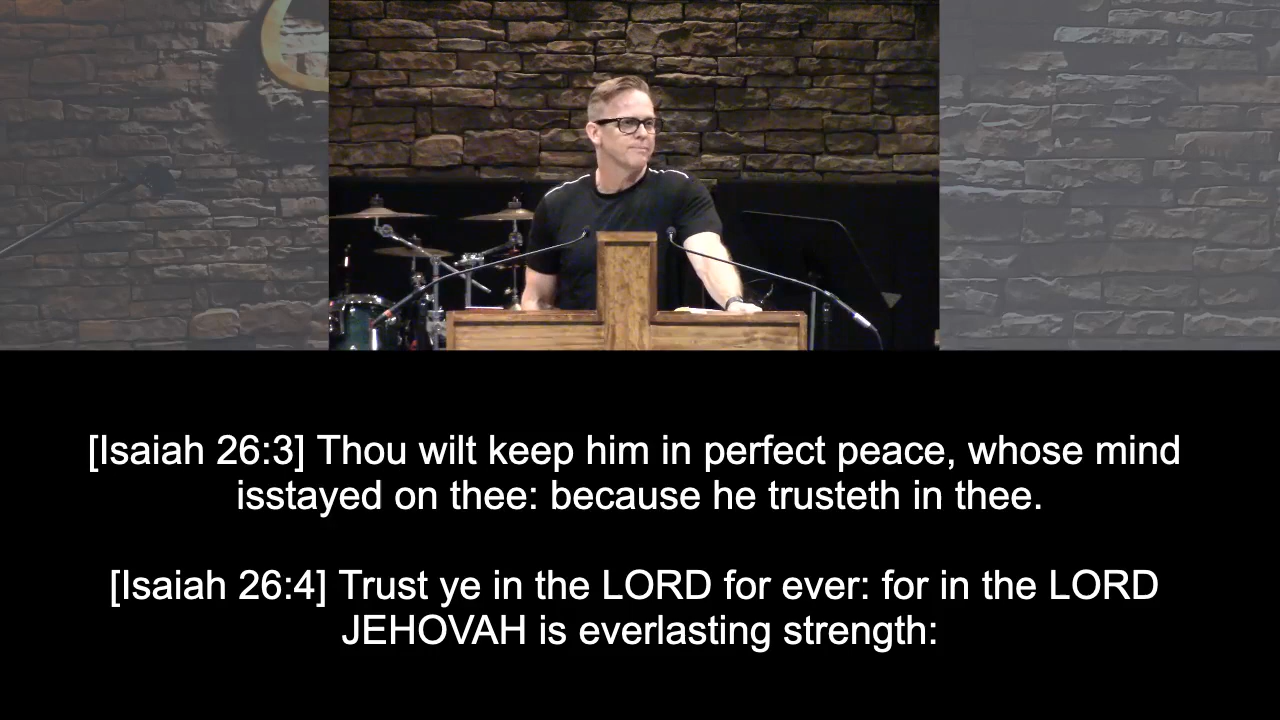 [Isaiah 26:3] Thou wilt keep him in perfect peace, whose mind
isstayed on thee: because he trusteth in thee.
[Isaiah 26:4] Trust ye in the LORD for ever: for in the LORD
JEHOVAH is everlasting strength: